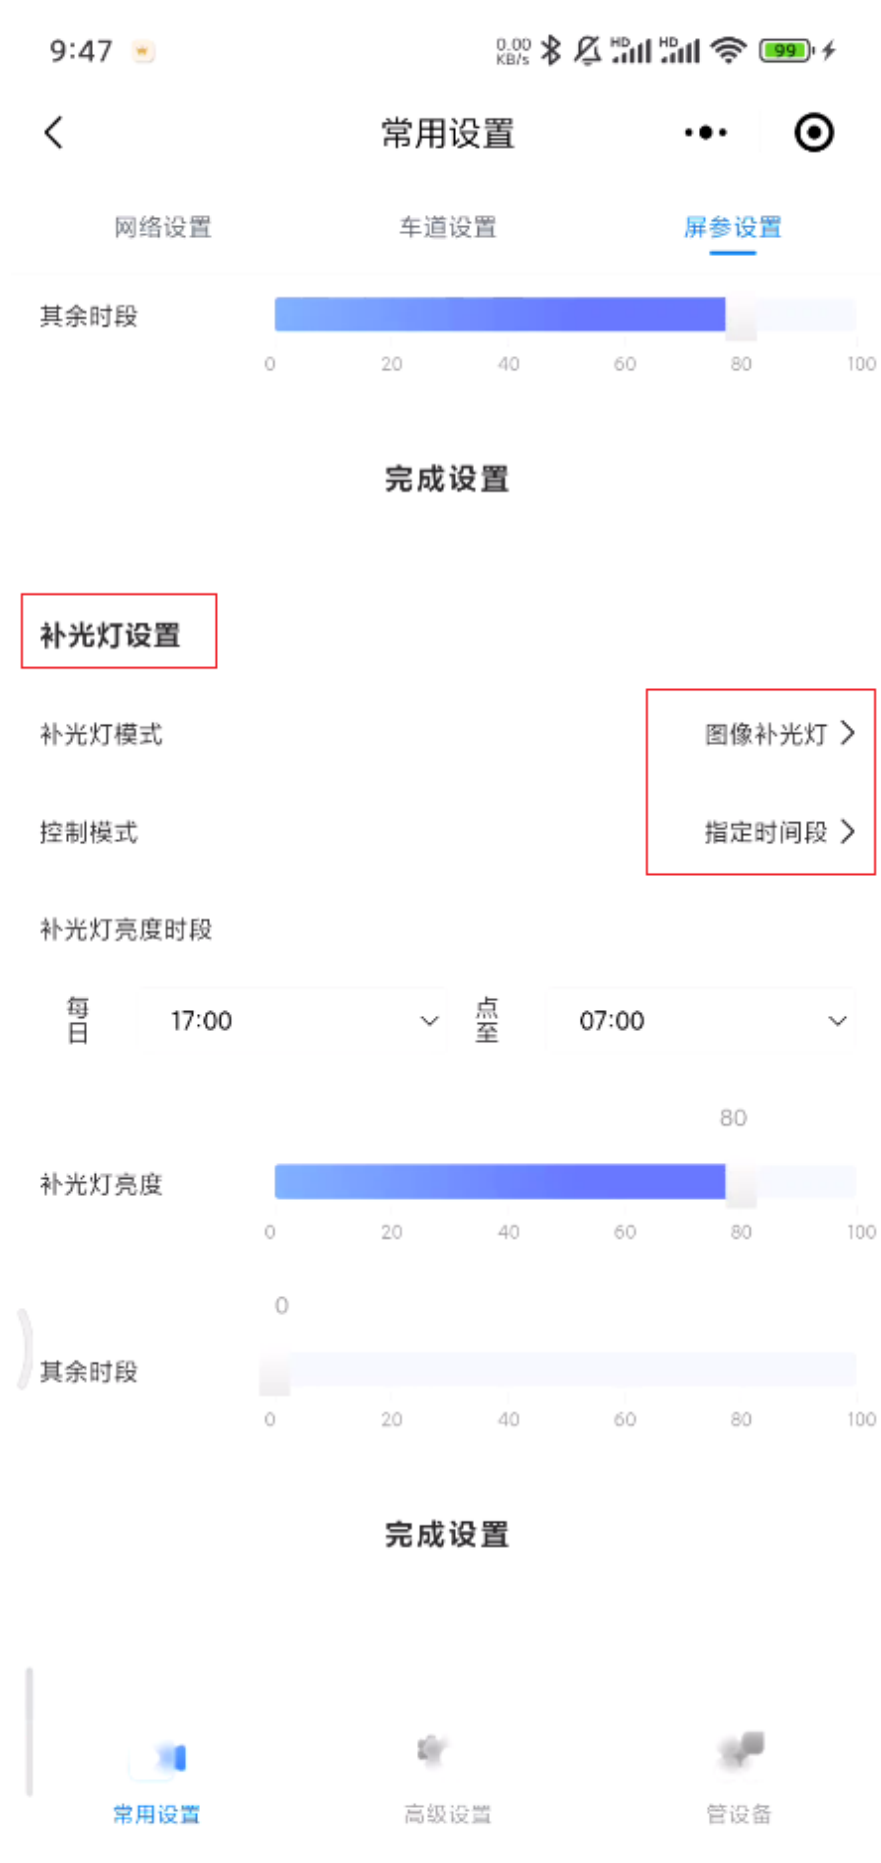 9:47
0.00
KB/s
HD
HD
99
常用设置
网络设置 车道设置 屏参设置
其余时段
0 20 40 60 80 100
完成设置
补光灯设置
补光灯模式 图像补光灯
控制模式 指定时间段
补光灯亮度时段
每日 17:00 点至 07:00
80
补光灯亮度
0 20 40 60 80 100
0
其余时段
0 20 40 60 80 100
完成设置
常用设置 高级设置 管设备